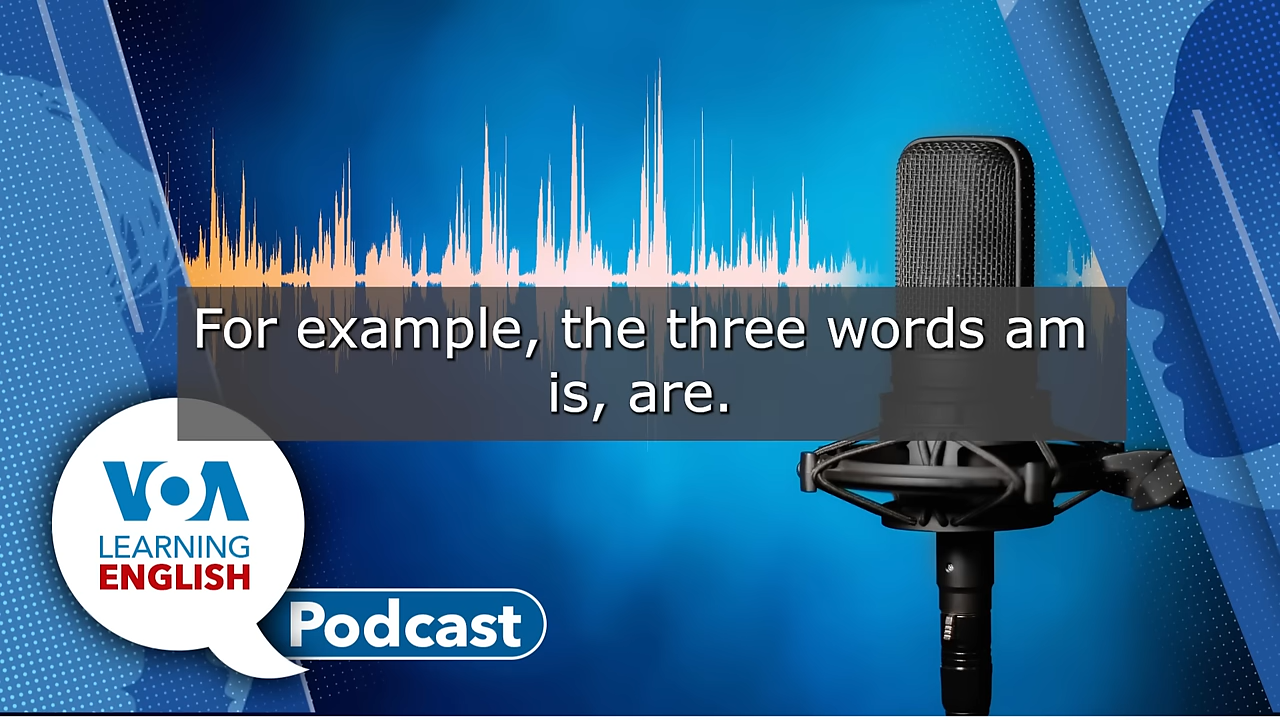 For example, the three words am
is, are.
VOA
LEARNING
ENGLISH
Podcast